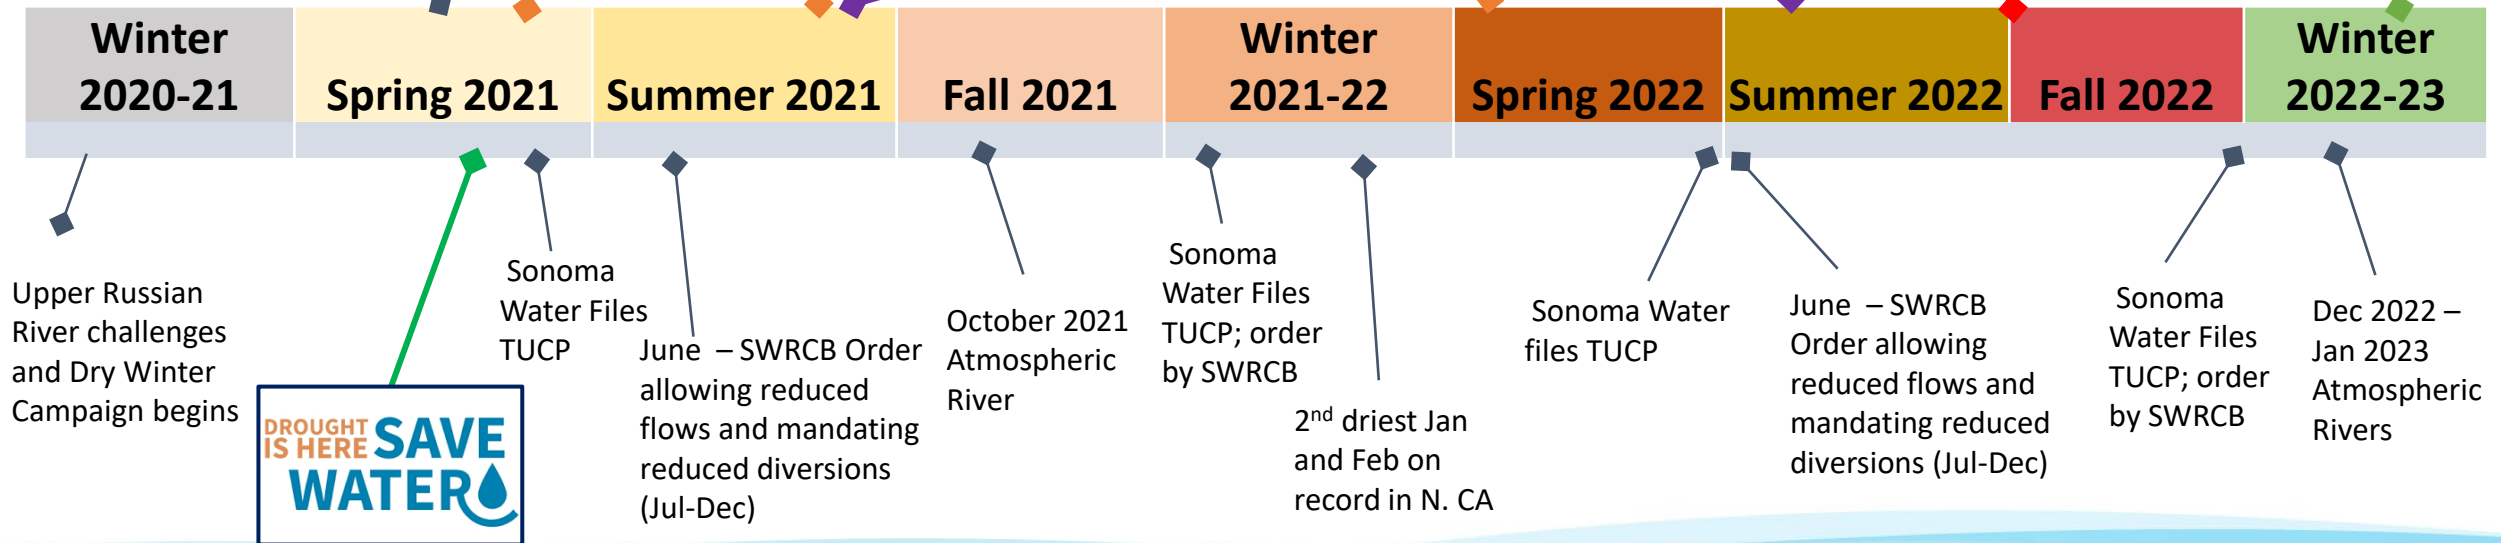 Winter
2020-21
Spring 2021
Summer 2021
Fall 2021
Winter
2021-22
Spring 2022
Summer 2022
Fall 2022
Winter
2022-23
Upper Russian
River challenges
and Dry Winter
Campaign begins
DROUGHT
IS HERE
SAVE
WATER
Sonoma
Water Files
TUCP
June – SWRCB Order
allowing reduced
flows and mandating
reduced diversions
(Jul-Dec)
October 2021
Atmospheric
River
Sonoma
Water Files
TUCP; order
by SWRCB
2nd driest Jan
and Feb on
record in N. CA
Sonoma Water
files TUCP
June – SWRCB
Order allowing
reduced flows and
mandating reduced
diversions (Jul-Dec)
Sonoma
Water Files
TUCP; order
by SWRCB
Dec 2022 –
Jan 2023
Atmospheric
Rivers